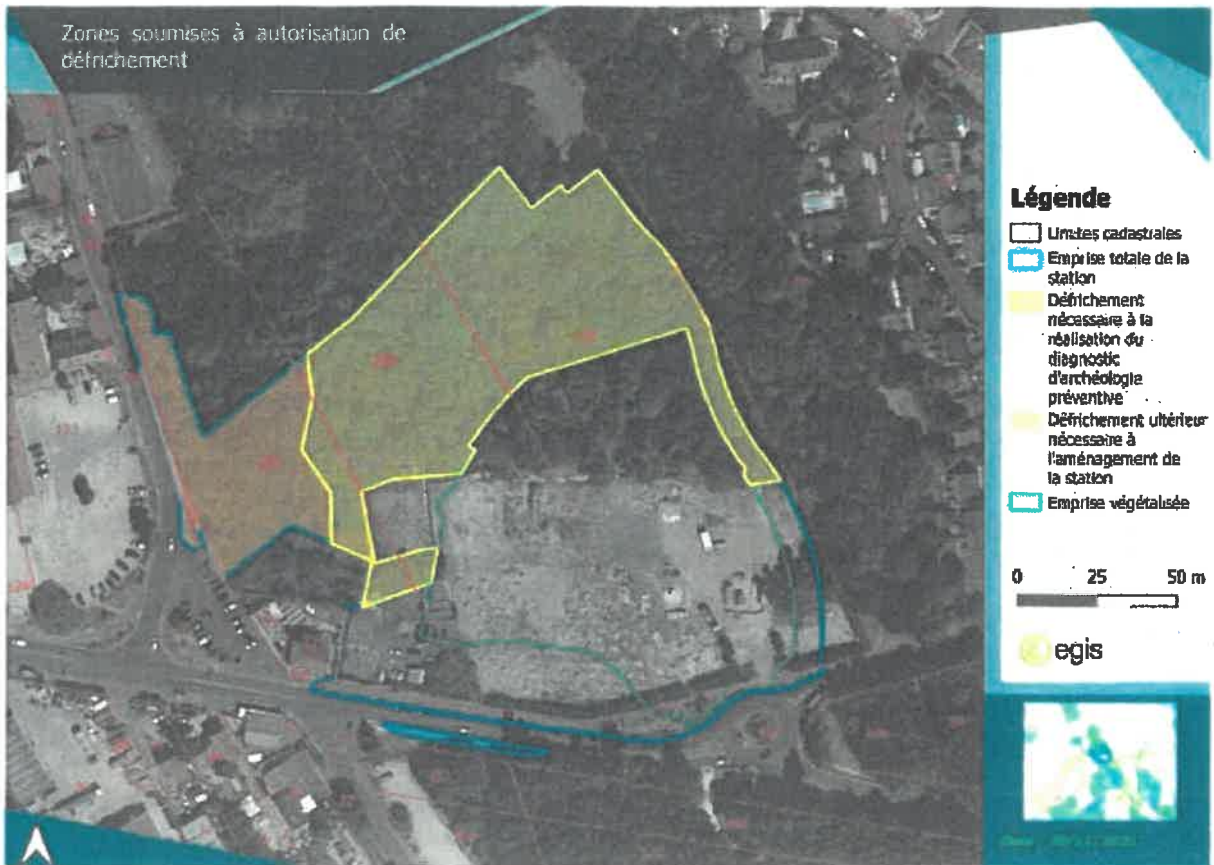 Zones soumises à autorisation de
défrichement
Légende
Limites cadastrales
Emprise totale de la
station
Défrichement
nécessaire à la
réalisation du
diagnostic
d'archéologie
préventive
Défrichement ultérieur
nécessaire à
l'aménagement de
la station
Emprise végétalisée
0 25 50 m
egis